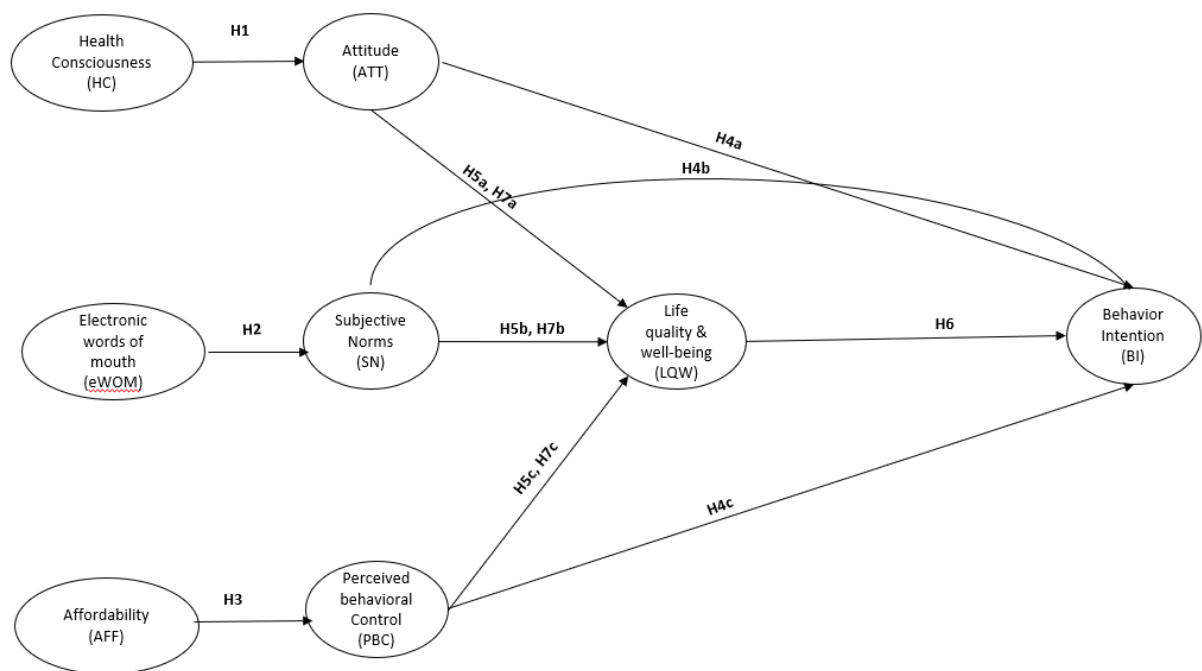 H1
Health
Consciousness
(HC)
Attitude
(ATT)
H4a
H4b
H5a, H7a
Electronic
words of
mouth
(eWOM)
H2
Subjective
Norms
(SN)
H5b, H7b
Life
quality &
well-being
(LQW)
H6
Behavior
Intention
(BI)
H5c, H7c
H4c
Affordability
(AFF)
H3
Perceived
behavioral
Control
(PBC)